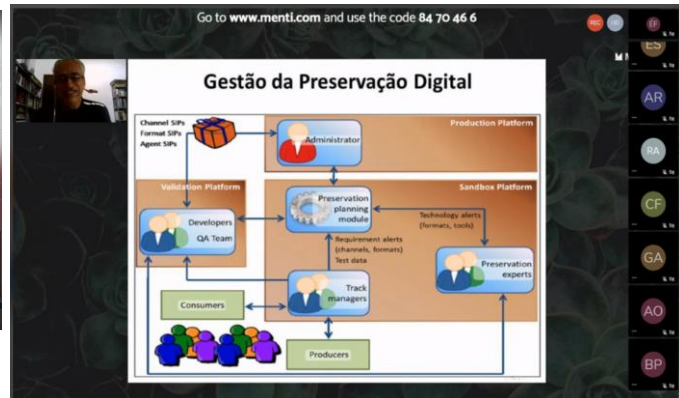 Go to www.menti.com and use the code 84 70 46 6
REC
EF
ES
AR
RA
CF
GA
AO
BP
Gestão da Preservação Digital
Channel SIPs
Format SIPs
Agent SIPs
Production Platform
Administrator
Validation Platform
Sandbox Platform
Developers
QA Team
Preservation
planning
module
Technology alerts
(formats, tools)
Requirement alerts
(channels, formats)
Test data
Preservation
experts
Track
managers
Consumers
Producers